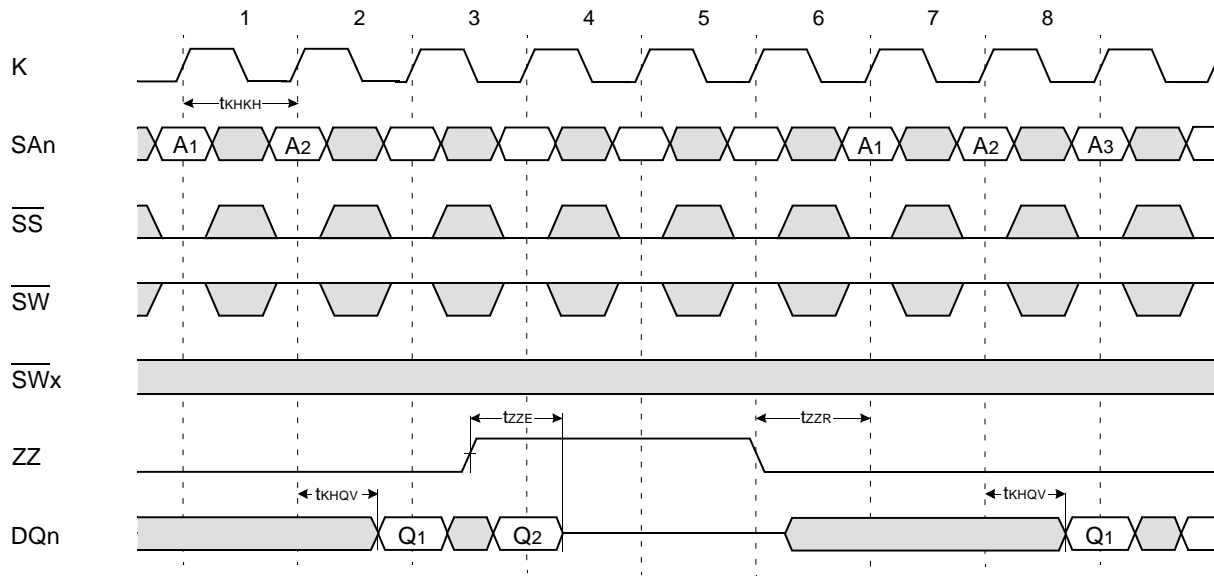 1 2 3 4 5 6 7 8
K
tKHKH
SAn A1 A2 A1 A2 A3
SS
SW
SWx
tZZE tZZR
ZZ
tKHQV tKHQV
DQn Q1 Q2 Q1